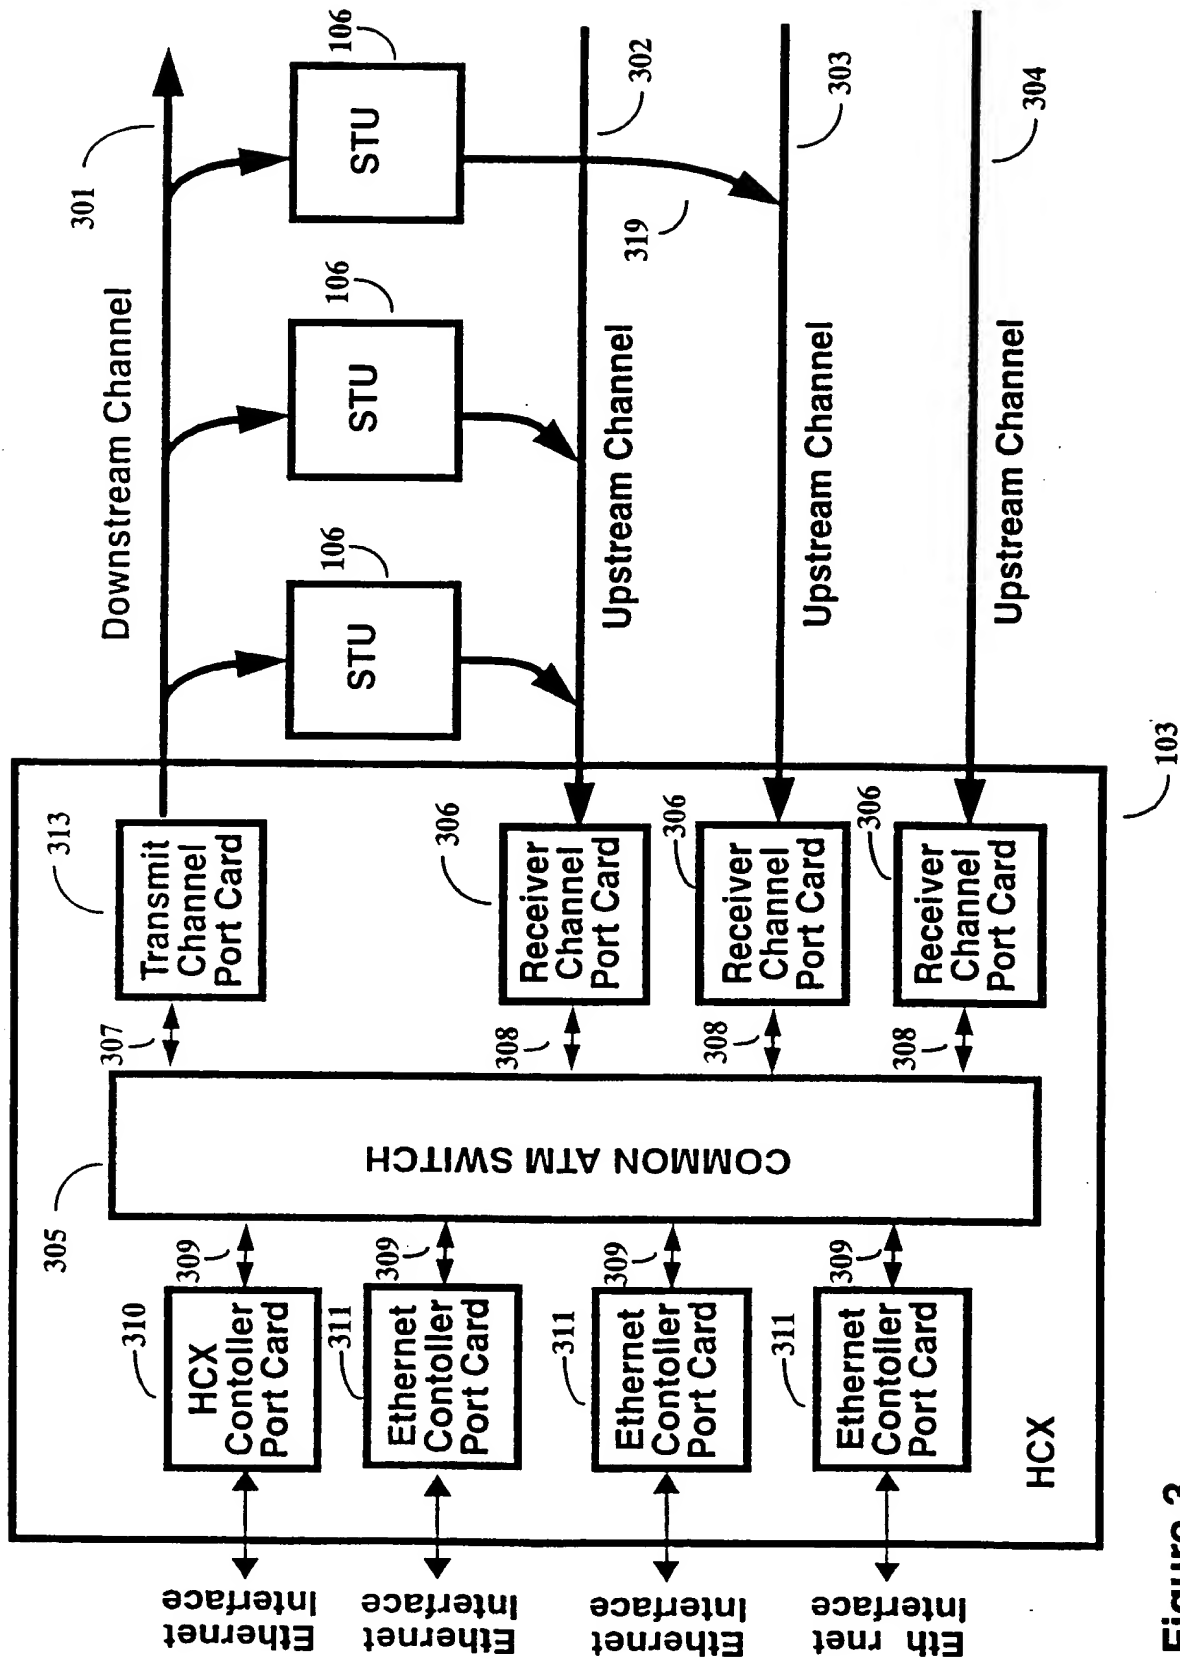 301
Downstream Channel
106
STU
106
STU
106
STU
302
Upstream Channel
319
303
Upstream Channel
304
Upstream Channel
313
Transmit
Channel
Port Card
307
306
Receiver
Channel
Port Card
308
306
Receiver
Channel
Port Card
308
306
Receiver
Channel
Port Card
308
103
305
COMMON ATM SWITCH
309
309
309
309
310
HCX
Contoller
Port Card
311
Ethernet
Contoller
Port Card
311
Ethernet
Contoller
Port Card
311
Ethernet
Contoller
Port Card
HCX
Ethernet
Interface
Ethernet
Interface
Ethernet
Interface
Eth rnet
Interface
Figure 3